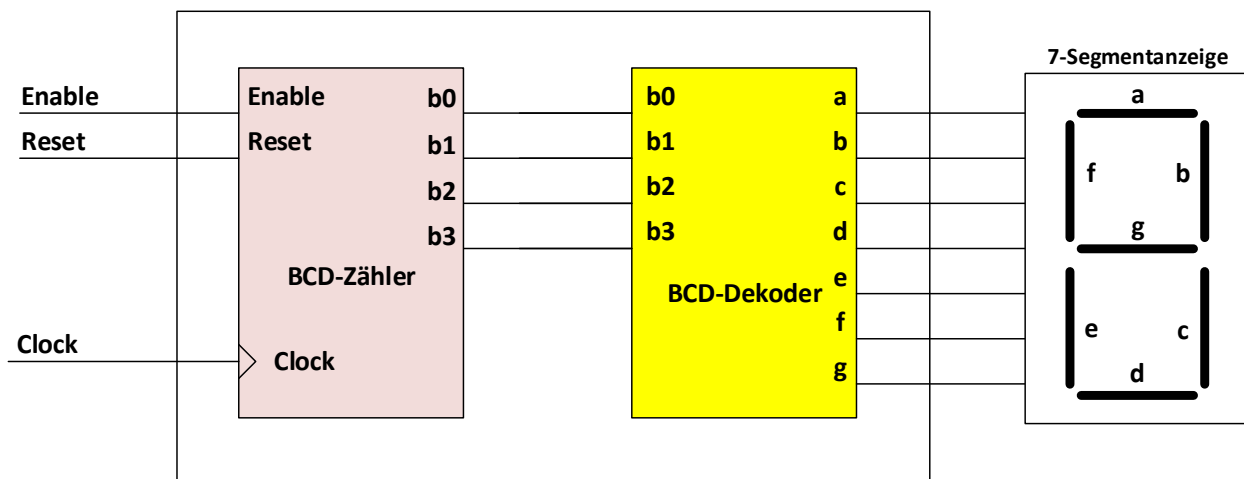 7-Segmentanzeige
Enable
Reset
Clock
Enable
Reset
b0
b1
b2
b3
BCD-Zähler
Clock
b0
b1
b2
b3
BCD-Dekoder
a
b
c
d
e
f
g
a
f
b
g
e
c
d